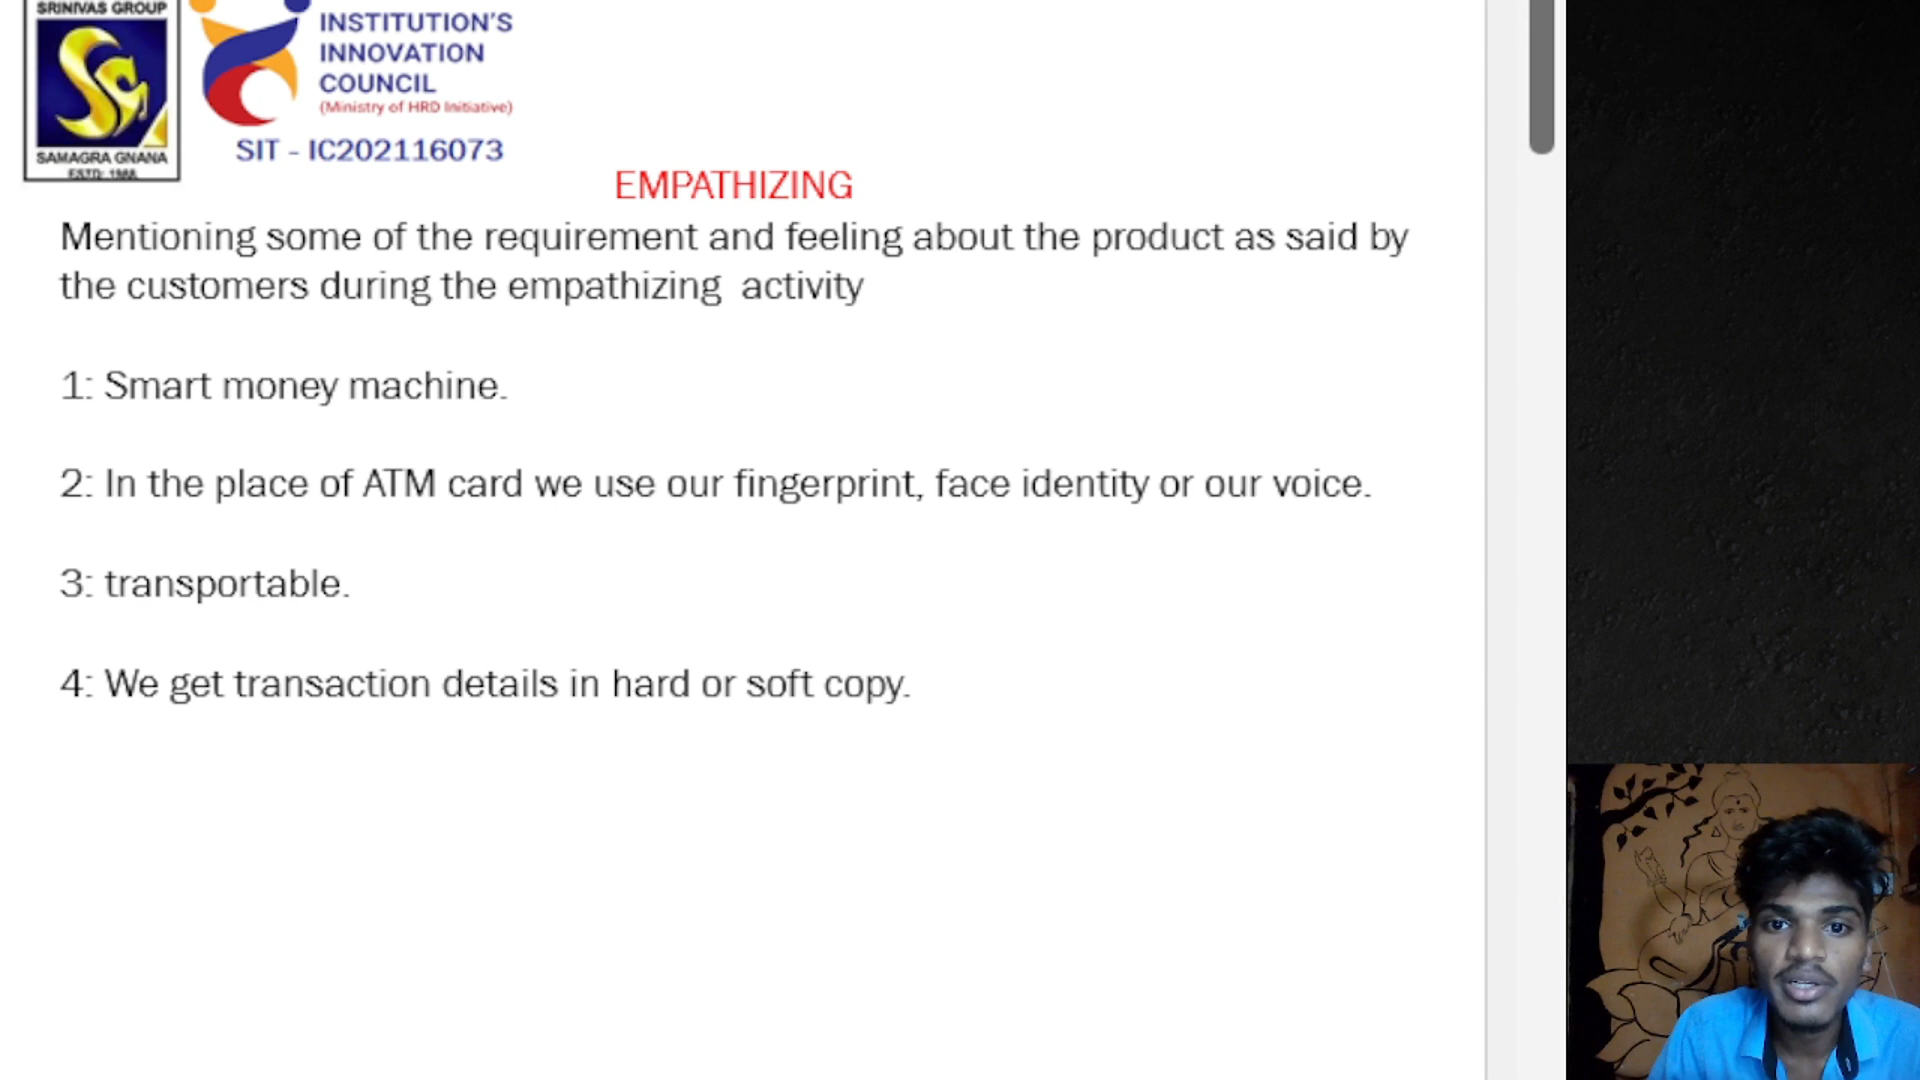 SRINIVAS GROUP
SAMAGRA GNANA
ESTD: 1988
INSTITUTION'S
INNOVATION
COUNCIL
(Ministry of HRD Initiative)
SIT - IC202116073
EMPATHIZING
Mentioning some of the requirement and feeling about the product as said by
the customers during the empathizing activity
1: Smart money machine.
2: In the place of ATM card we use our fingerprint, face identity or our voice.
3: transportable.
4: We get transaction details in hard or soft copy.